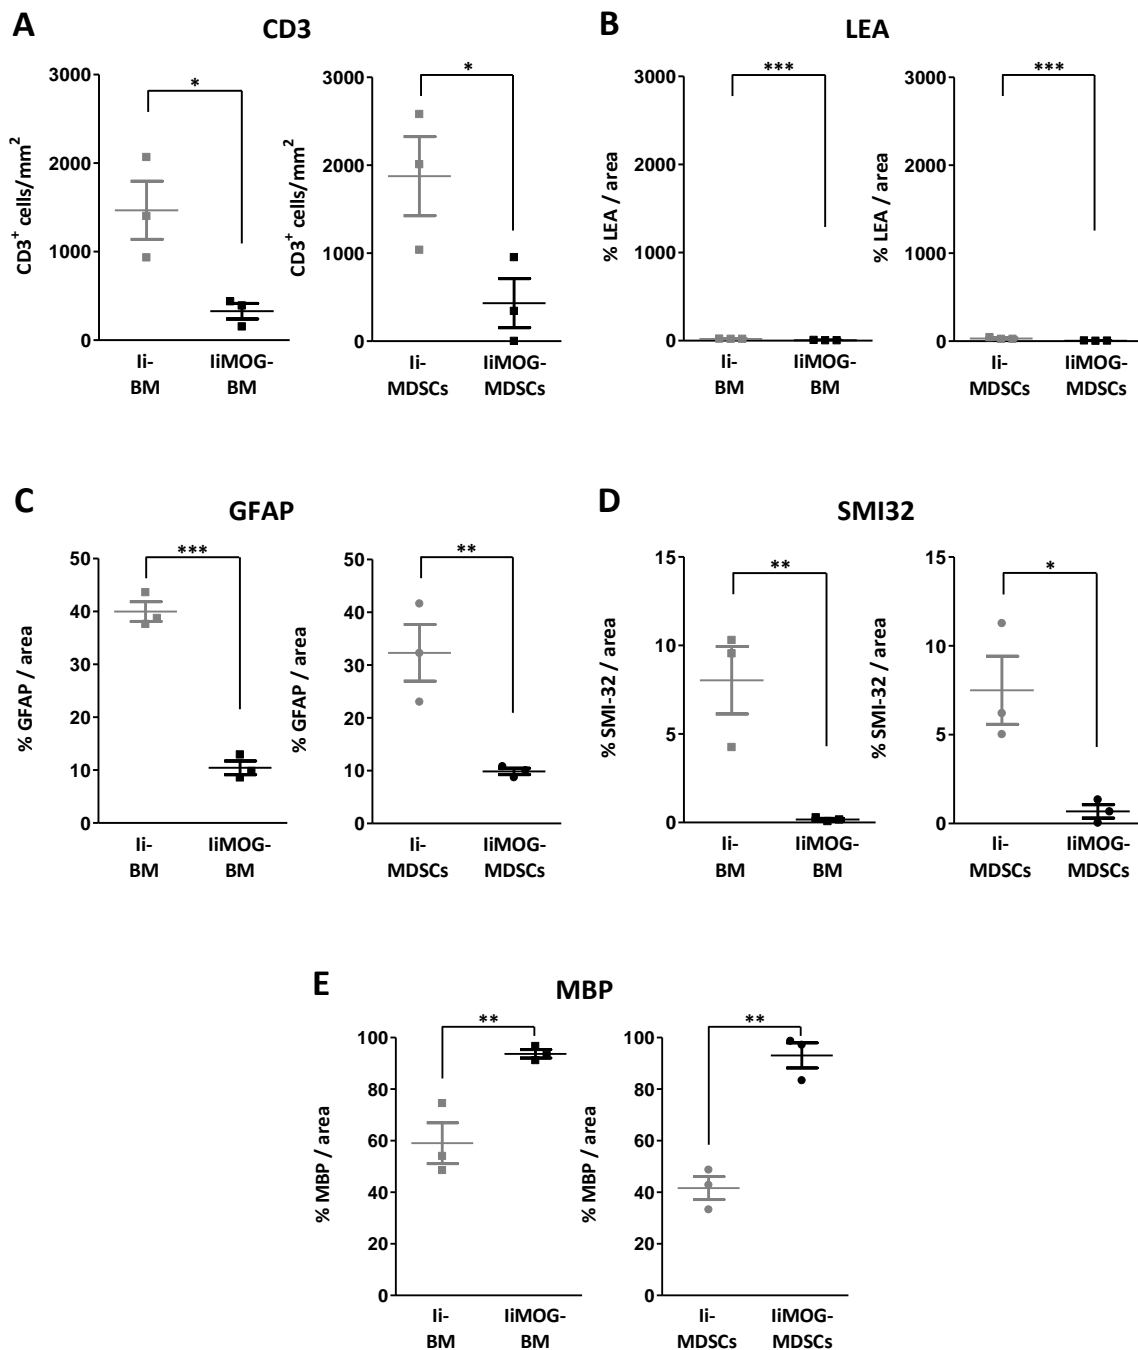 A
CD3
B
LEA
3000
2000
1000
0
CD3+ cells/mm2
*
Ii-
BM
IiMOG-
BM
3000
2000
1000
0
CD3+ cells/mm2
*
Ii-
MDSCs
IiMOG-
MDSCs
3000
2000
1000
0
% LEA / area
***
Ii-
BM
IiMOG-
BM
3000
2000
1000
0
% LEA / area
***
Ii-
MDSCs
IiMOG-
MDSCs
C
GFAP
D
SMI32
50
40
30
20
10
0
% GFAP / area
***
Ii-
BM
IiMOG-
BM
50
40
30
20
10
0
% GFAP / area
**
Ii-
MDSCs
IiMOG-
MDSCs
15
10
5
0
% SMI-32 / area
**
Ii-
BM
IiMOG-
BM
15
10
5
0
% SMI-32 / area
*
Ii-
MDSCs
IiMOG-
MDSCs
E
MBP
100
80
60
40
20
0
% MBP / area
**
Ii-
BM
IiMOG-
BM
100
80
60
40
20
0
% MBP / area
**
Ii-
MDSCs
IiMOG-
MDSCs